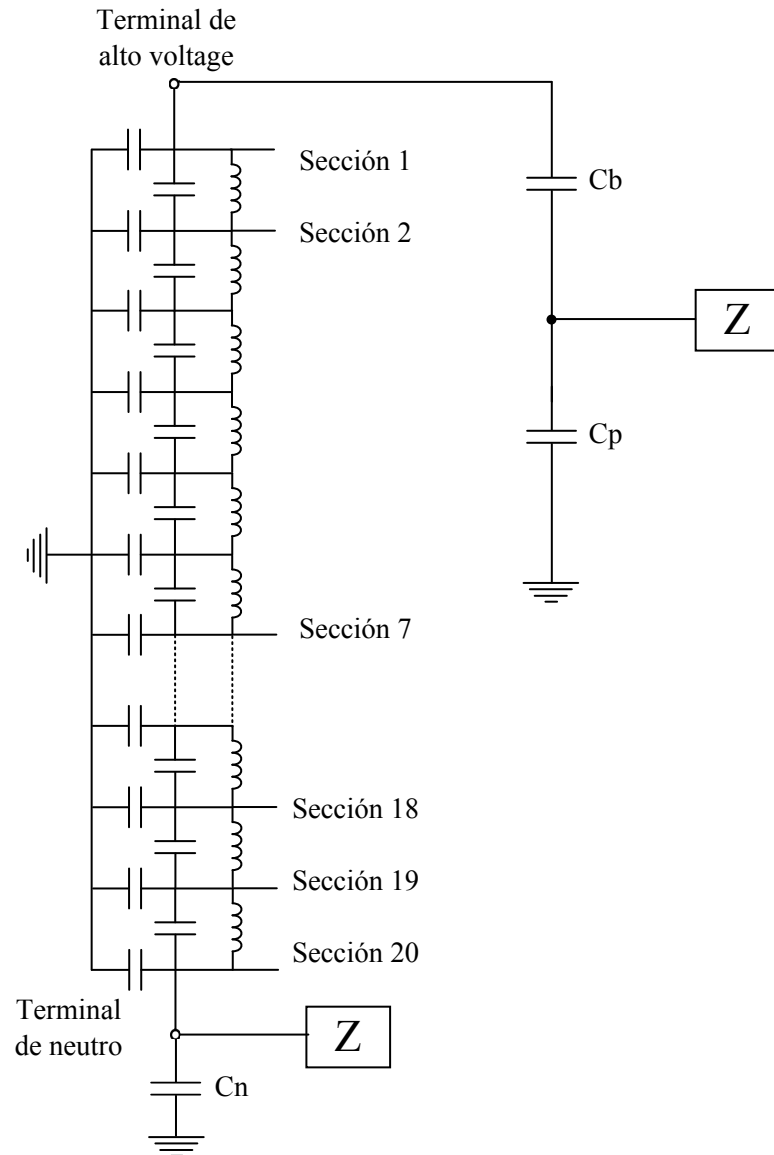 Terminal de
alto voltage
Sección 1
Cb
Sección 2
Z
Cp
Sección 7
Sección 18
Sección 19
Sección 20
Terminal
de neutro
Z
Cn